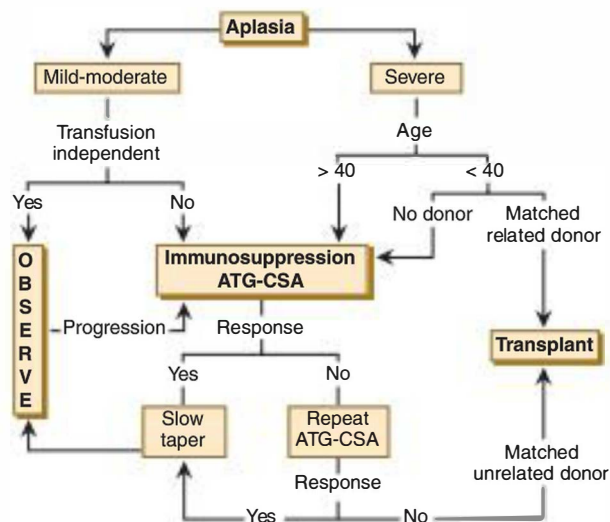 Aplasia
Mild-moderate
Severe
Transfusion
independent
Age
> 40
< 40
Yes
No
No donor
Matched
related donor
OBSERVE
Immunosuppression
ATG-CSA
Progression
Response
Transplant
Yes
No
Slow
taper
Repeat
ATG-CSA
Response
Matched
unrelated donor
Yes
No